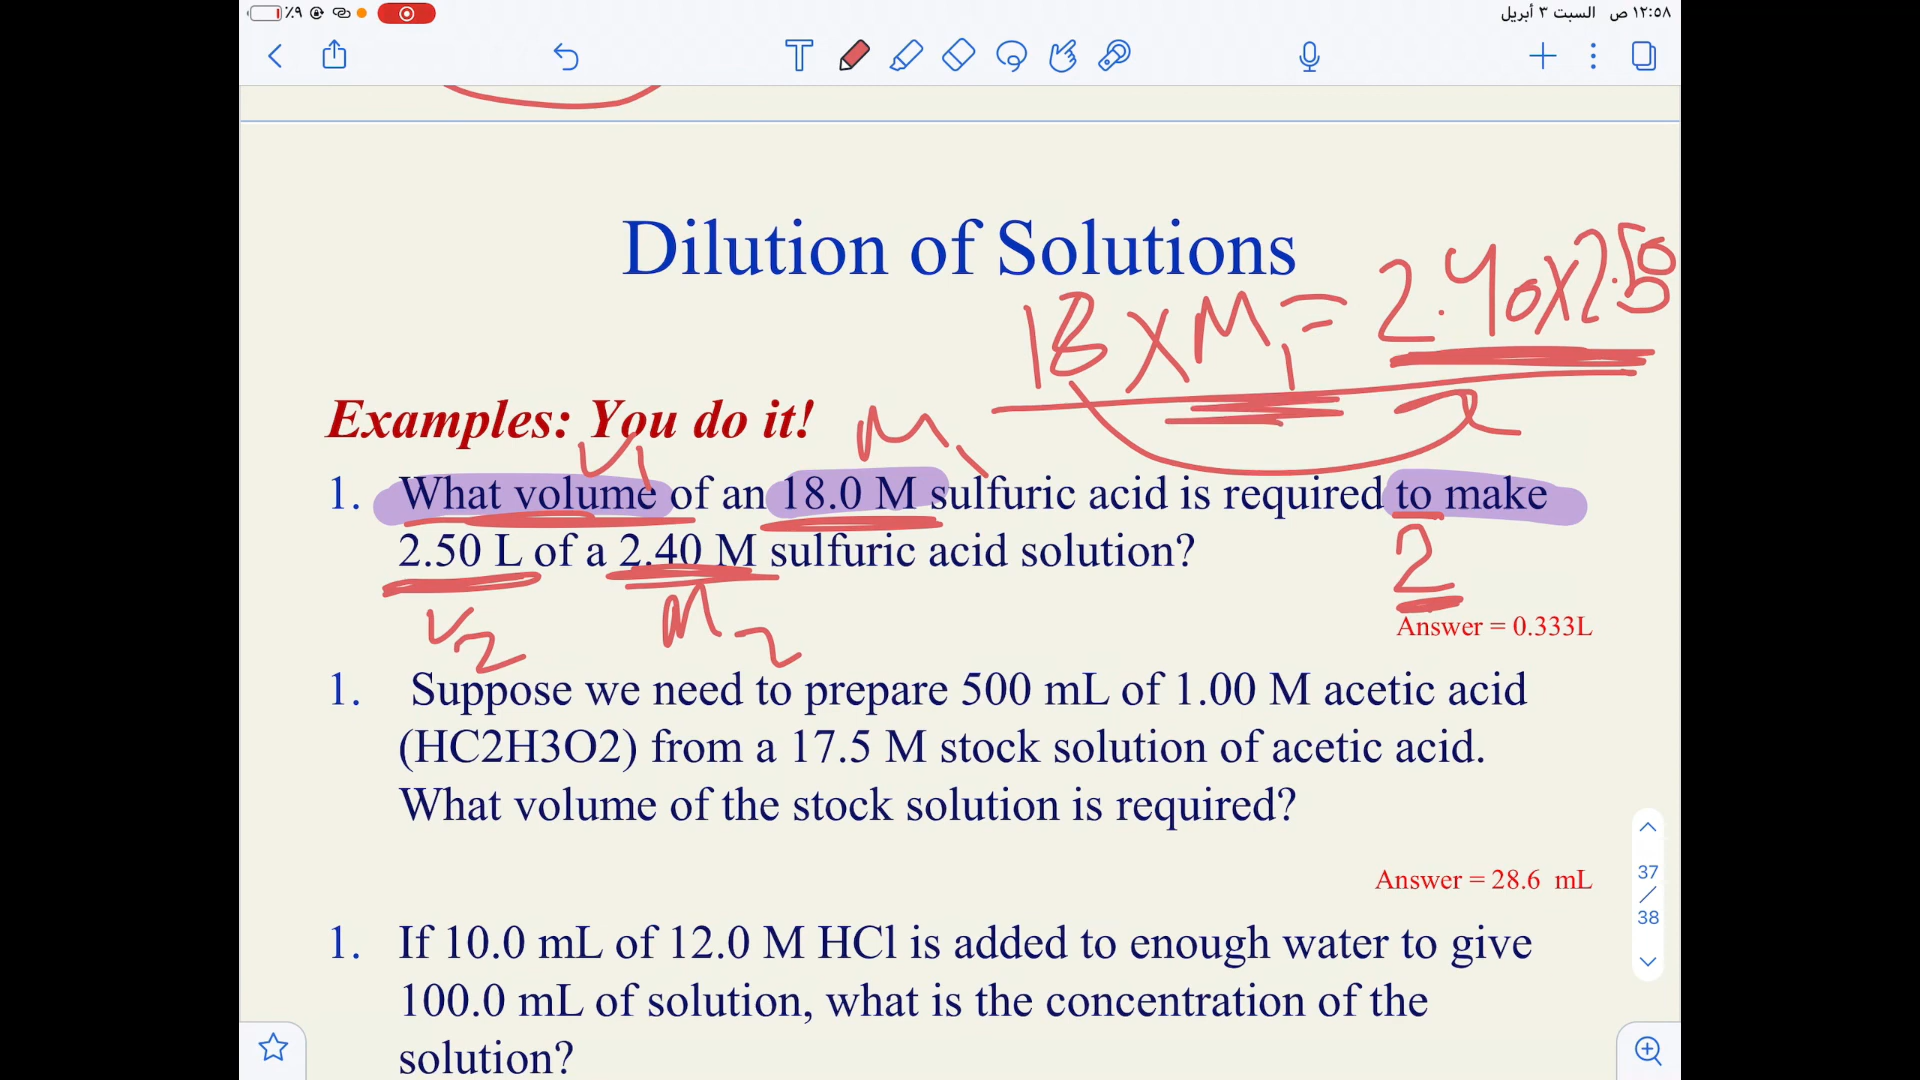 ٪٩
١٢:٥٨ ص السبت ٣ أبريل
T
Dilution of Solutions
18 X M1 = 2.40 X 2.50
Examples: You do it!
V1
M1
1. What volume of an 18.0 M sulfuric acid is required to make
2.50 L of a 2.40 M sulfuric acid solution?
2
V2
M2
Answer = 0.333L
1. Suppose we need to prepare 500 mL of 1.00 M acetic acid
(HC2H3O2) from a 17.5 M stock solution of acetic acid.
What volume of the stock solution is required?
Answer = 28.6 mL
37
/
38
1. If 10.0 mL of 12.0 M HCl is added to enough water to give
100.0 mL of solution, what is the concentration of the
solution?